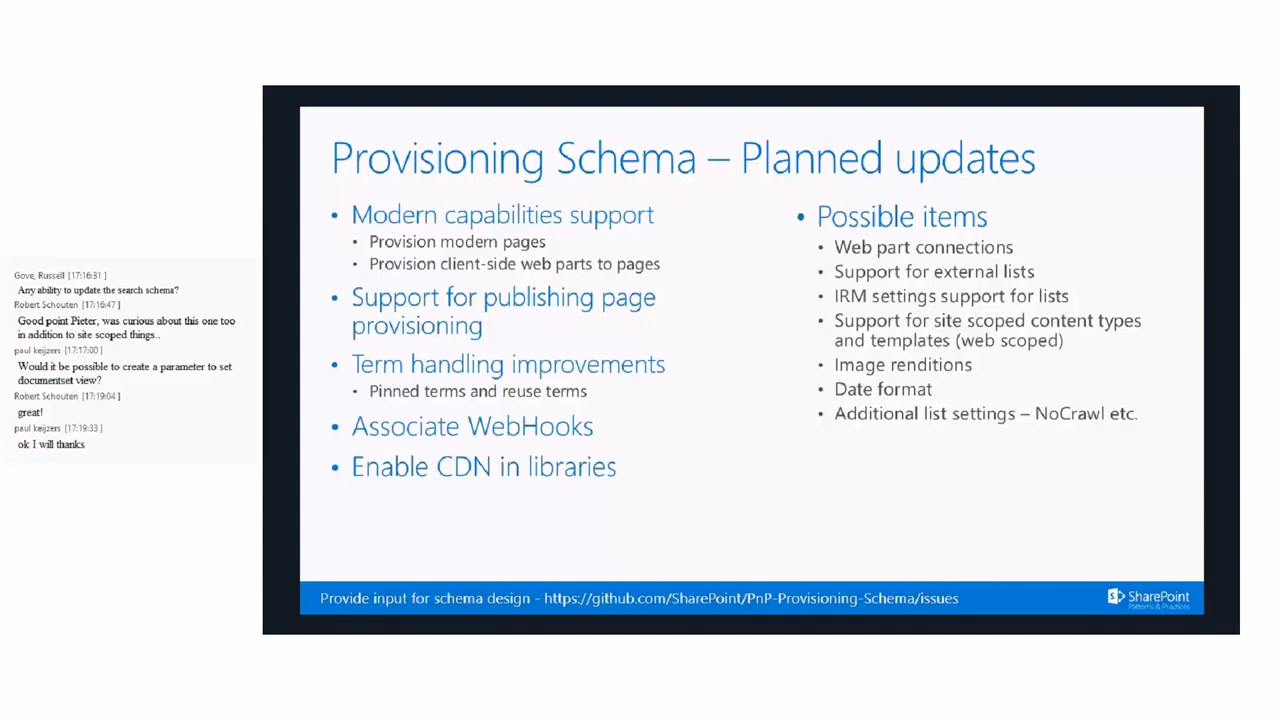 Provisioning Schema – Planned updates
• Modern capabilities support
• Provision modern pages
• Provision client-side web parts to pages
• Support for publishing page
provisioning
• Term handling improvements
• Pinned terms and reuse terms
• Associate WebHooks
• Enable CDN in libraries
• Possible items
• Web part connections
• Support for external lists
• IRM settings support for lists
• Support for site scoped content types
and templates (web scoped)
• Image renditions
• Date format
• Additional list settings – NoCrawl etc.
Provide input for schema design - https://github.com/SharePoint/PnP-Provisioning-Schema/issues
S SharePoint
Patterns & Practices
Gove, Russell [17:16:31 ]
Any ability to update the search schema?
Robert Schouten [17:16:47 ]
Good point Pieter, was curious about this one too
in addition to site scoped things..
paul keijzers [17:17:00 ]
Would it be possible to create a parameter to set
documentset view?
Robert Schouten [17:19:04 ]
great!
paul keijzers [17:19:33 ]
ok I will thanks